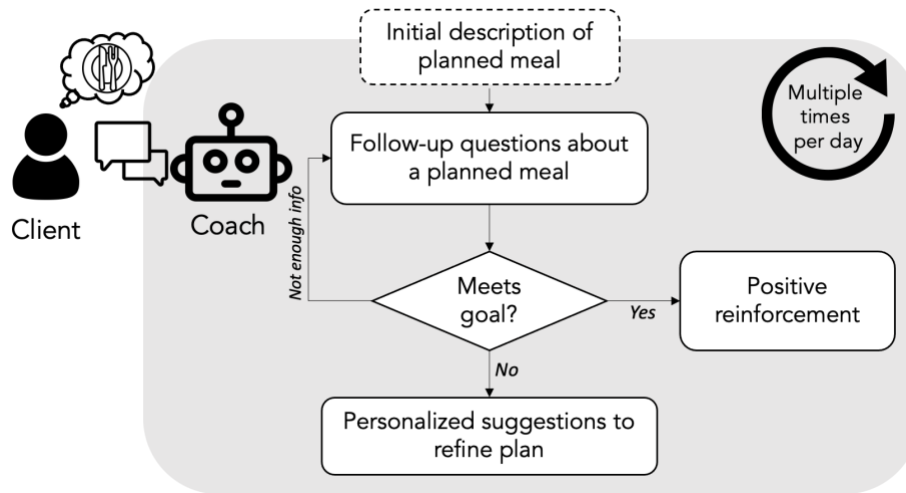 Initial description of
planned meal
Multiple
times
per day
Follow-up questions about
a planned meal
Client
Coach
Not enough info
Meets
goal?
Yes
Positive
reinforcement
No
Personalized suggestions to
refine plan